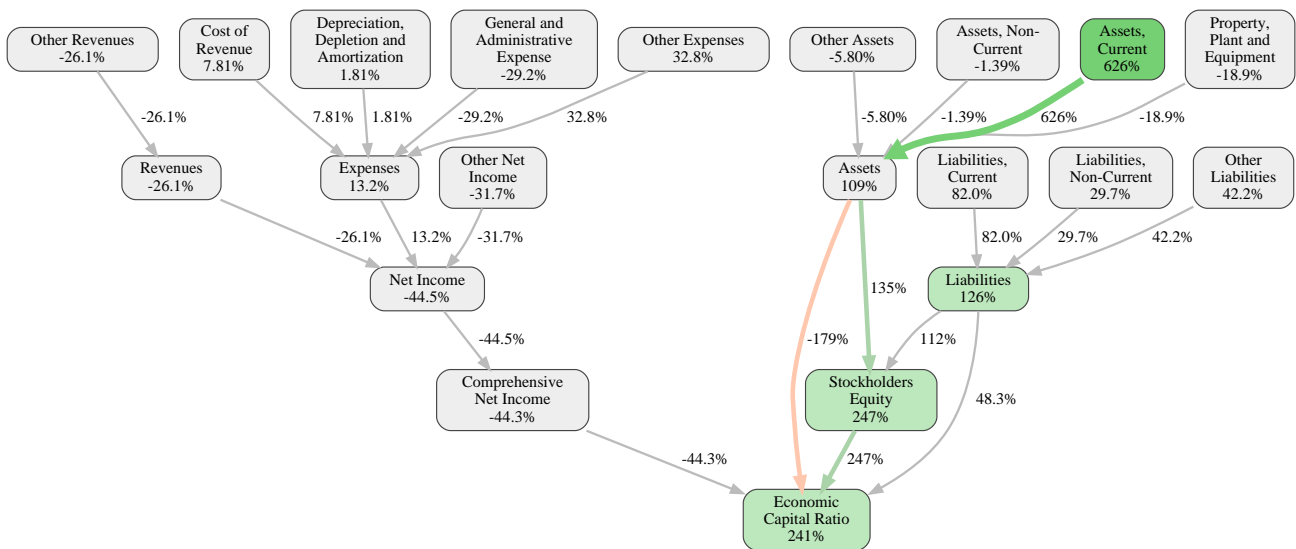 Other Revenues
-26.1%
Cost of
Revenue
7.81%
Depreciation,
Depletion and
Amortization
1.81%
General and
Administrative
Expense
-29.2%
Other Expenses
32.8%
Other Assets
-5.80%
Assets, Non-
Current
-1.39%
Assets,
Current
626%
Property,
Plant and
Equipment
-18.9%
-26.1%
7.81%
1.81%
-29.2%
32.8%
-5.80%
-1.39%
626%
-18.9%
Revenues
-26.1%
Expenses
13.2%
Other Net
Income
-31.7%
Assets
109%
Liabilities,
Current
82.0%
Liabilities,
Non-Current
29.7%
Other
Liabilities
42.2%
-26.1%
13.2%
-31.7%
82.0%
29.7%
42.2%
Net Income
-44.5%
135%
Liabilities
126%
-44.5%
-179%
112%
Comprehensive
Net Income
-44.3%
Stockholders
Equity
247%
48.3%
-44.3%
247%
Economic
Capital Ratio
241%